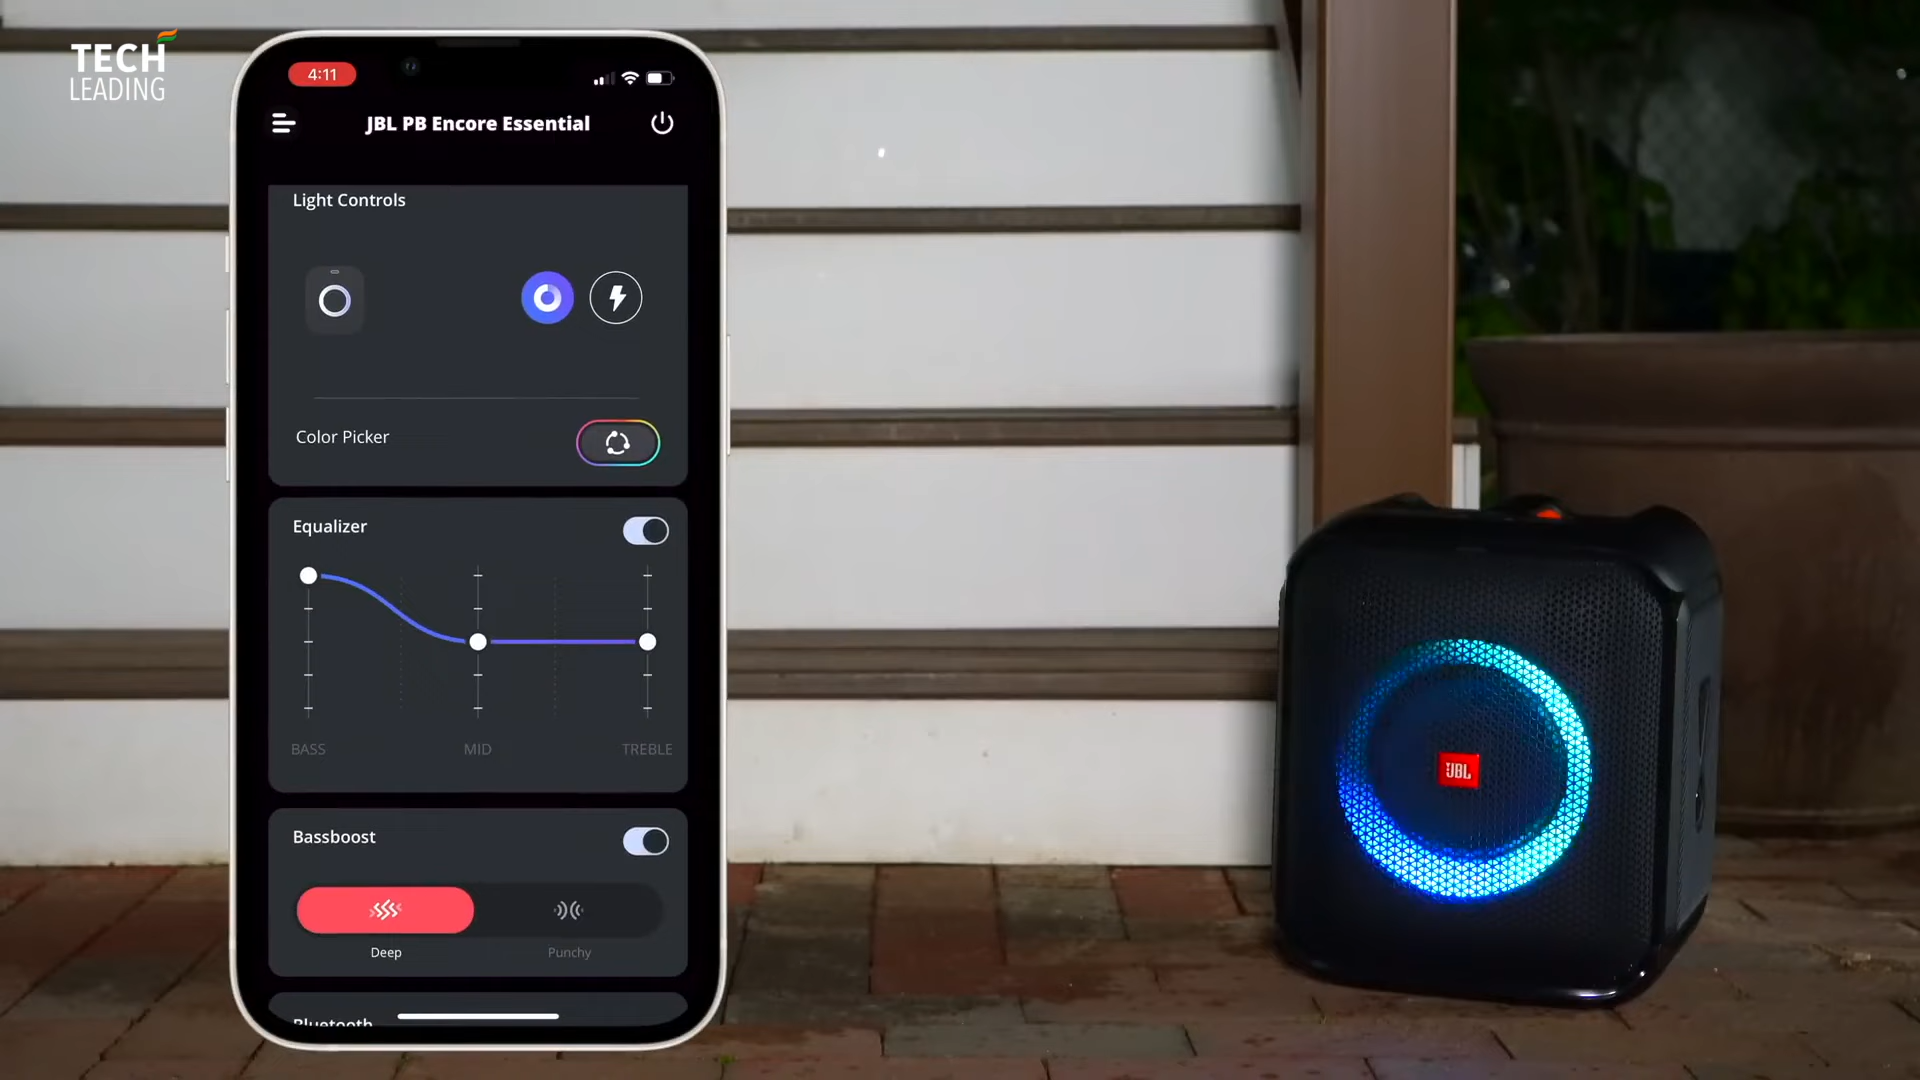 TECH
LEADING
4:11
JBL PB Encore Essential
Light Controls
Color Picker
Equalizer
BASS MID TREBLE
Bassboost
Deep Punchy
Bluetooth
JBL